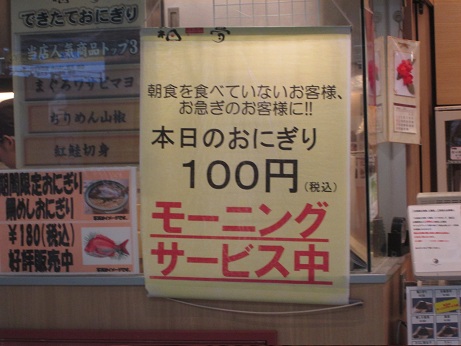 できたておにぎり
当店人気商品トップ3
まぐろワサビマヨ
ちりめん山椒
紅鮭切身
期間限定おにぎり
鯛めしおにぎり
￥180(税込)
好評販売中
朝食を食べていないお客様、
お急ぎのお客様に!!
本日のおにぎり
100円(税込)
モーニング
サービス中